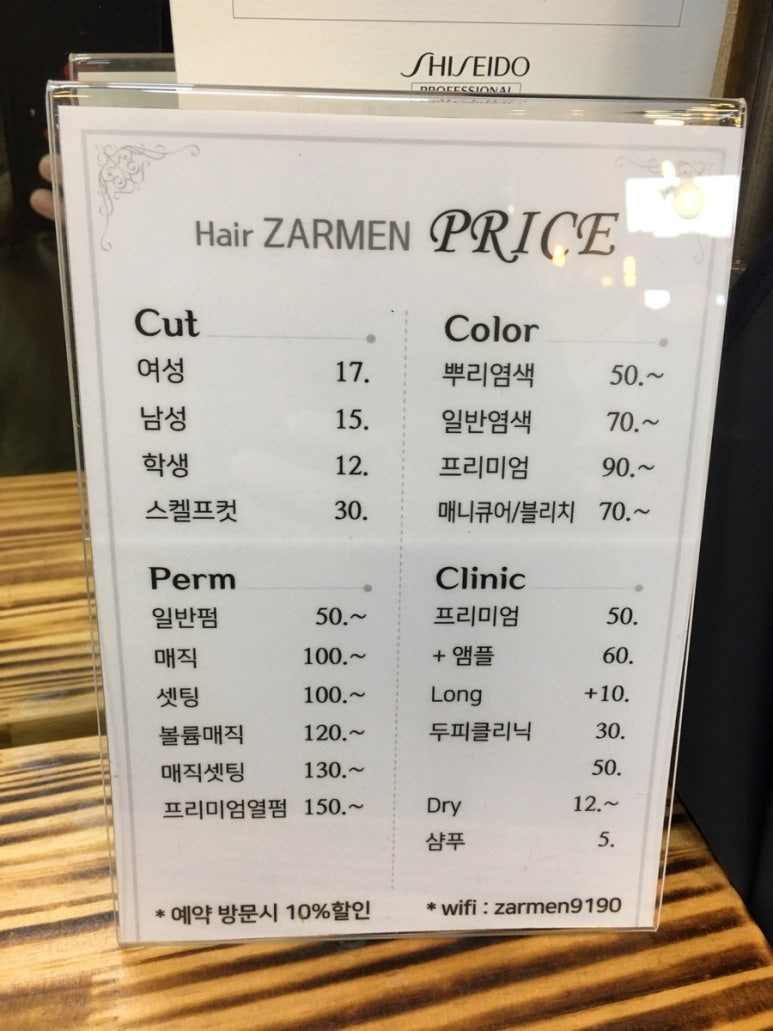 SHISEIDO
PROFESSIONAL
Hair ZARMEN PRICE
Cut
여성 17.
남성 15.
학생 12.
스켈프컷 30.
Color
뿌리염색 50.~
일반염색 70.~
프리미엄 90.~
매니큐어/블리치 70.~
Perm
일반펌 50.~
매직 100.~
셋팅 100.~
볼륨매직 120.~
매직셋팅 130.~
프리미엄열펌 150.~
Clinic
프리미엄 50.
+ 앰플 60.
Long +10.
두피클리닉 30.
50.
Dry 12.~
샴푸 5.
* 예약 방문시 10%할인
* wifi : zarmen9190